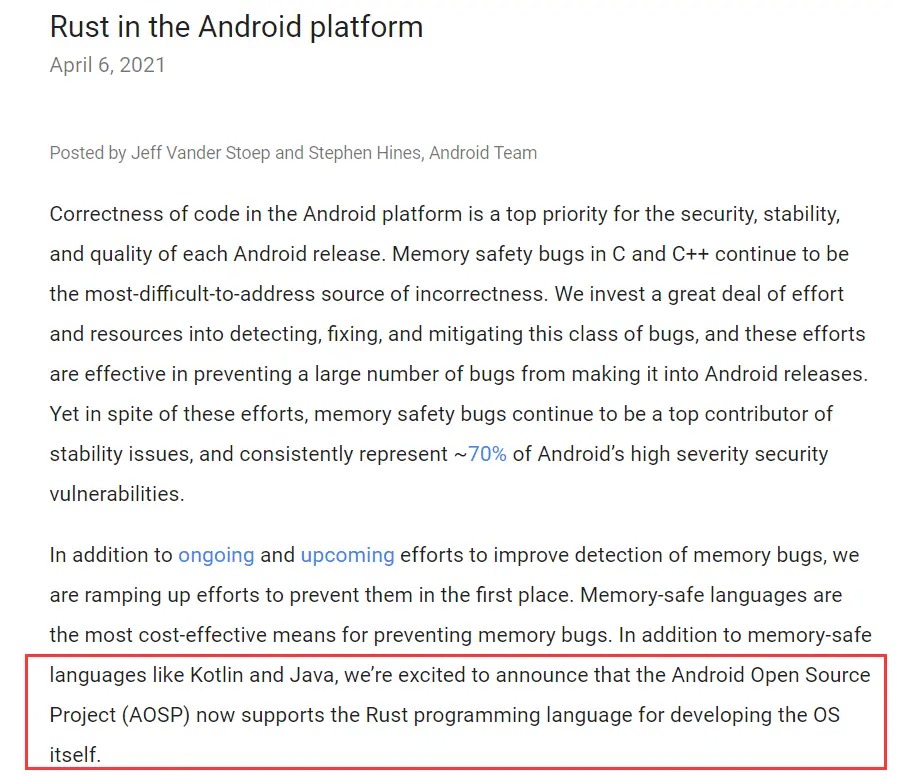 Rust in the Android platform
April 6, 2021
Posted by Jeff Vander Stoep and Stephen Hines, Android Team
Correctness of code in the Android platform is a top priority for the security, stability,
and quality of each Android release. Memory safety bugs in C and C++ continue to be
the most-difficult-to-address source of incorrectness. We invest a great deal of effort
and resources into detecting, fixing, and mitigating this class of bugs, and these efforts
are effective in preventing a large number of bugs from making it into Android releases.
Yet in spite of these efforts, memory safety bugs continue to be a top contributor of
stability issues, and consistently represent ~70% of Android’s high severity security
vulnerabilities.
In addition to ongoing and upcoming efforts to improve detection of memory bugs, we
are ramping up efforts to prevent them in the first place. Memory-safe languages are
the most cost-effective means for preventing memory bugs. In addition to memory-safe
languages like Kotlin and Java, we’re excited to announce that the Android Open Source
Project (AOSP) now supports the Rust programming language for developing the OS
itself.